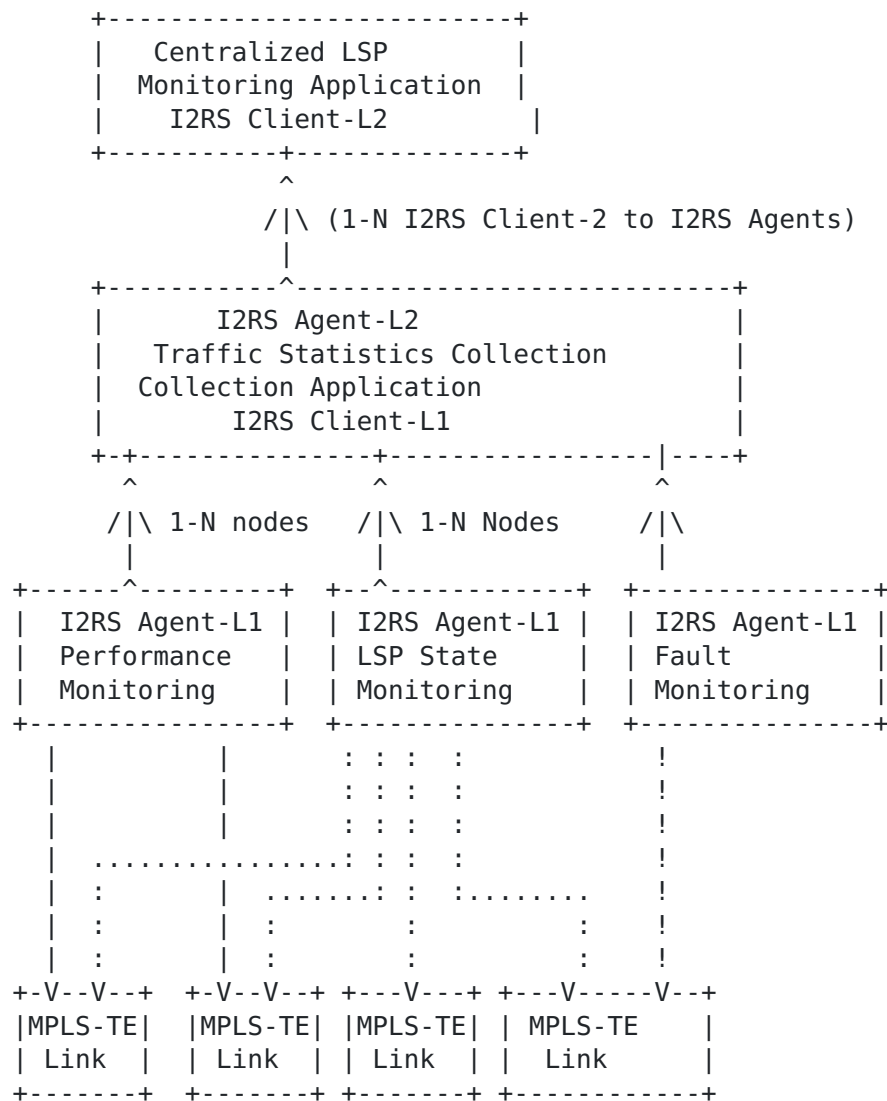 Centralized LSP
Monitoring Application
I2RS Client-L2
(1-N I2RS Client-2 to I2RS Agents)
I2RS Agent-L2
Traffic Statistics Collection
Collection Application
I2RS Client-L1
1-N nodes 1-N Nodes
I2RS Agent-L1 I2RS Agent-L1 I2RS Agent-L1
Performance LSP State Fault
Monitoring Monitoring Monitoring
MPLS-TE MPLS-TE MPLS-TE MPLS-TE
Link Link Link Link